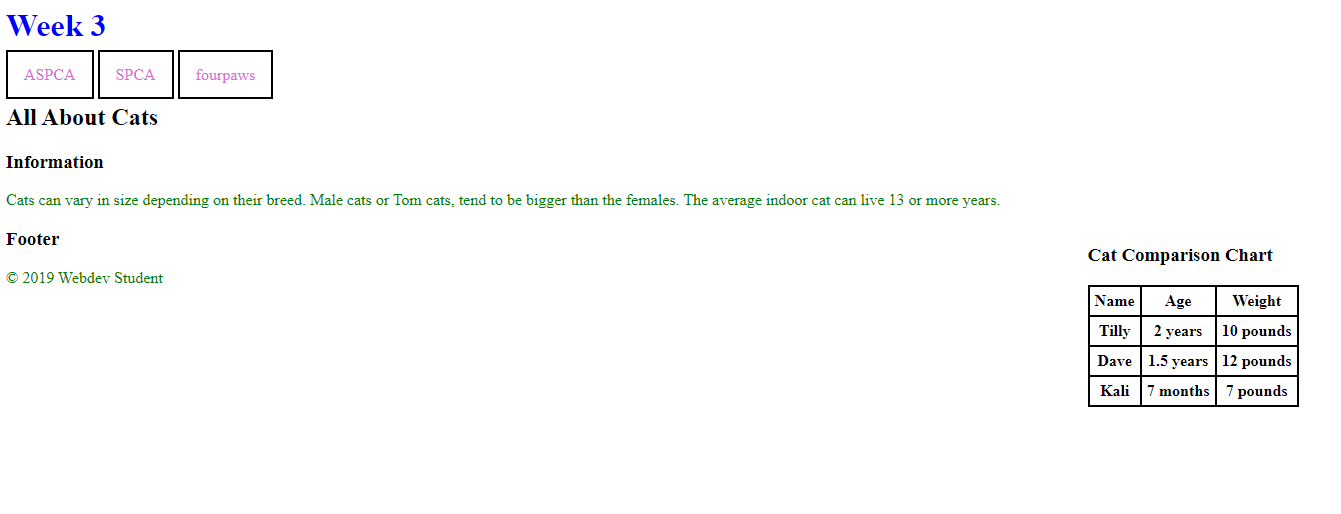 Week 3
ASPCA SPCA fourpaws
All About Cats
Information
Cats can vary in size depending on their breed. Male cats or Tom cats, tend to be bigger than the females. The average indoor cat can live 13 or more years.
Footer
© 2019 Webdev Student
Cat Comparison Chart
Name Age Weight
Tilly 2 years 10 pounds
Dave 1.5 years 12 pounds
Kali 7 months 7 pounds